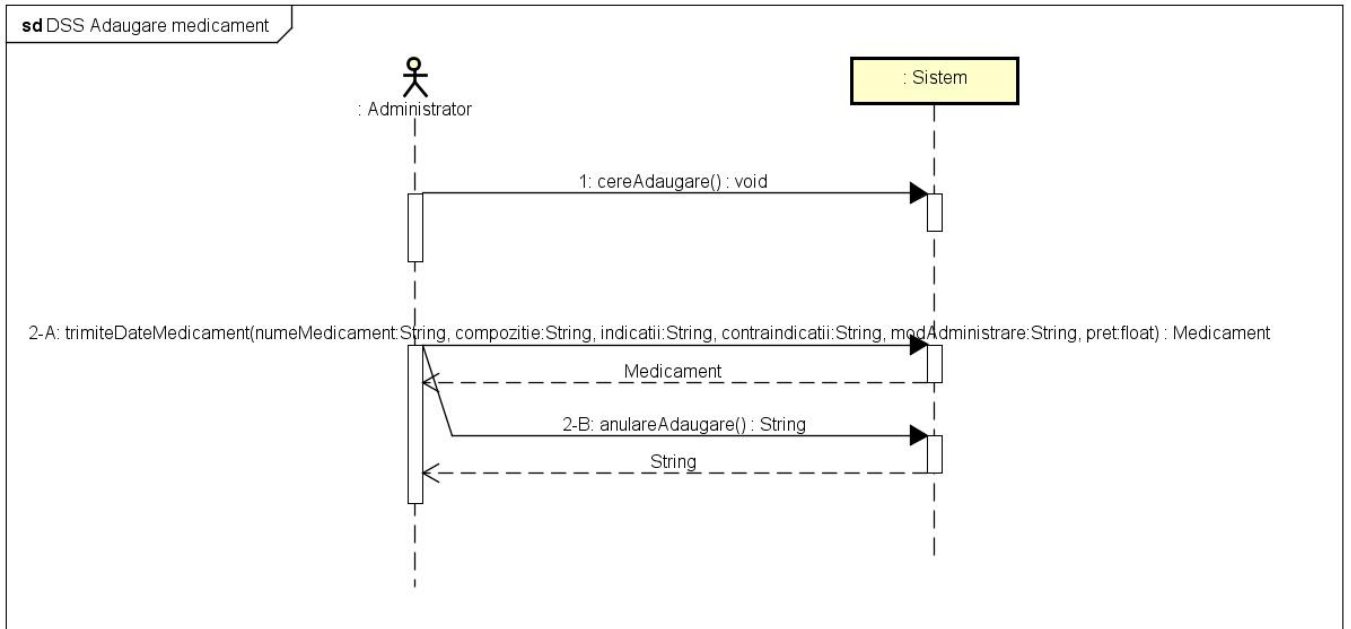 sd DSS Adaugare medicament
: Administrator
: Sistem
1: cereAdaugare() : void
2-A: trimiteDateMedicament(numeMedicament:String, compozitie:String, indicatii:String, contraindicatii:String, modAdministrare:String, pret:float) : Medicament
Medicament
2-B: anulareAdaugare() : String
String